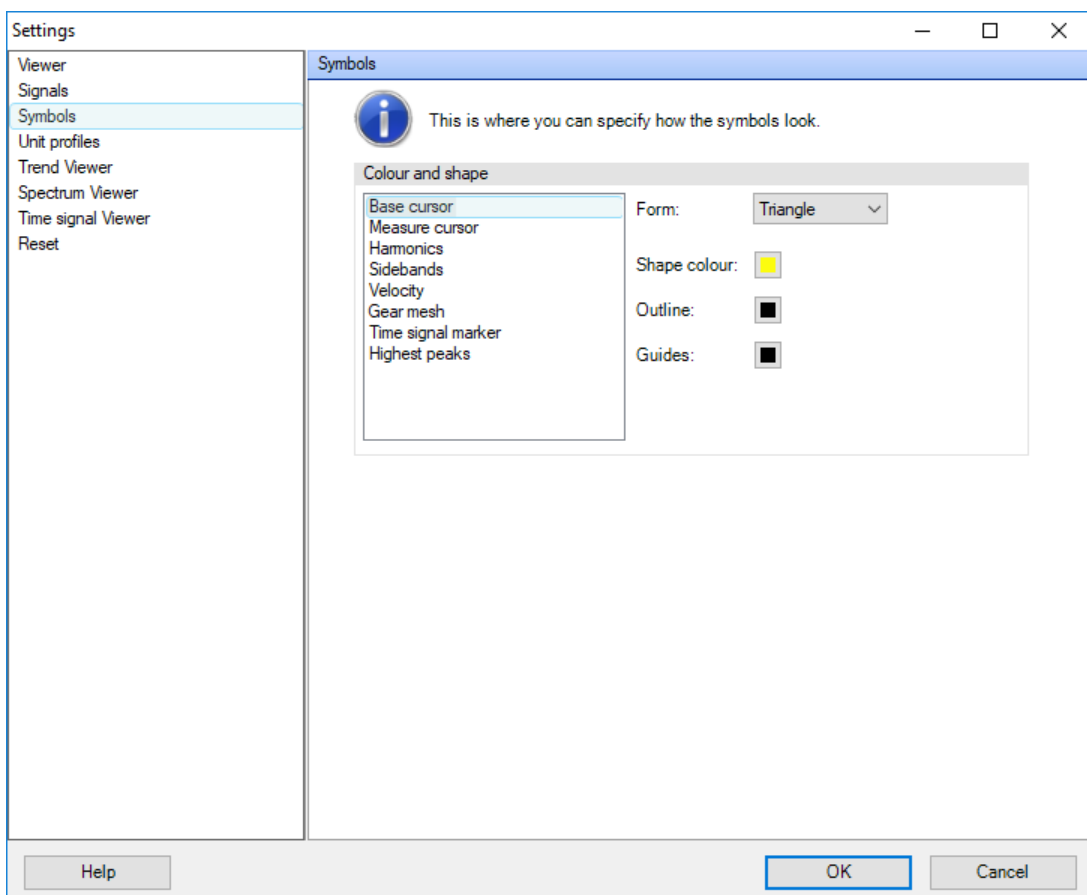 Settings
Viewer
Signals
Symbols
Unit profiles
Trend Viewer
Spectrum Viewer
Time signal Viewer
Reset
Symbols
This is where you can specify how the symbols look.
Colour and shape
Base cursor
Measure cursor
Harmonics
Sidebands
Velocity
Gear mesh
Time signal marker
Highest peaks
Form: Triangle
Shape colour:
Outline:
Guides:
Help OK Cancel